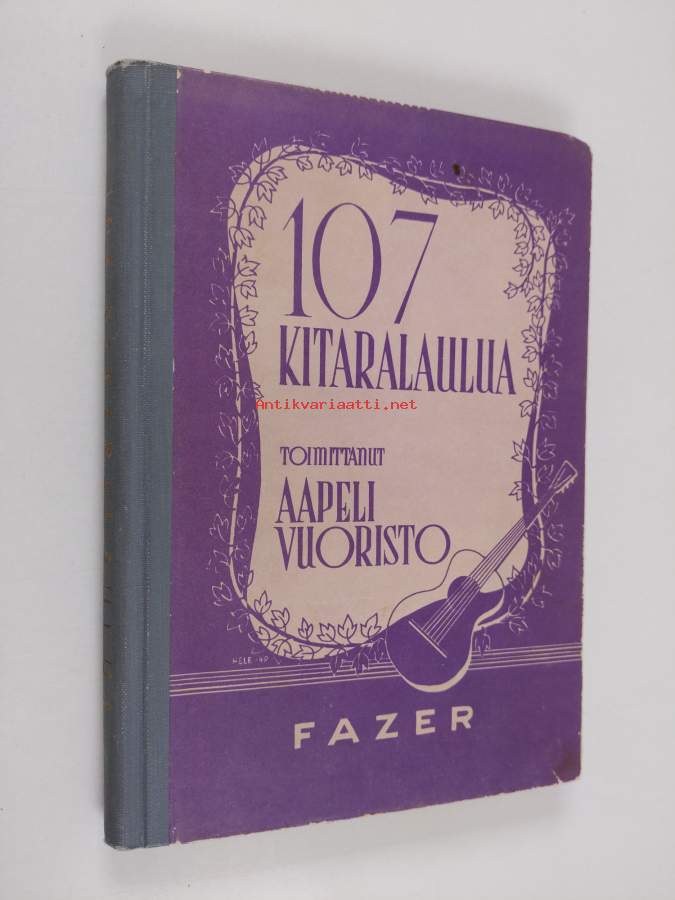 107
KITARALAULUA
Antikvariaatti.net
TOIMITTANUT
AAPELI
VUORISTO
FAZER